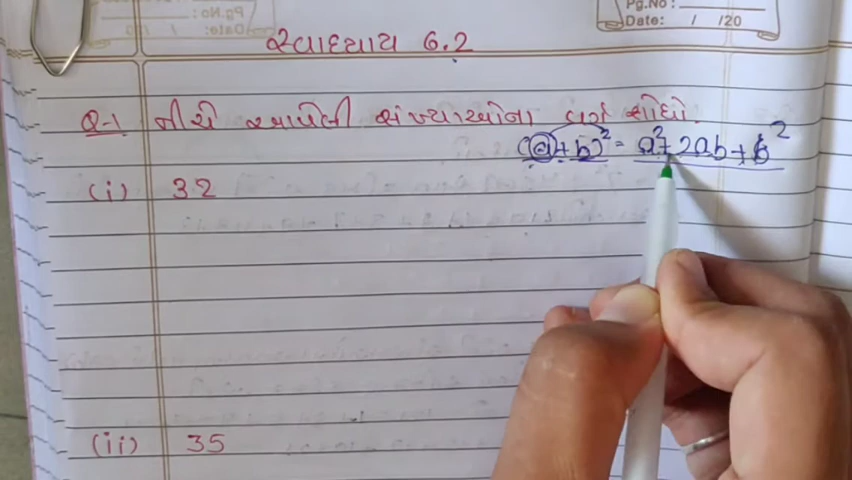 Pg.No:
Date: / /20
સ્વાધ્યાય 6.2
Q-1 નીચે આપેલી સંખ્યાઓના વર્ગ શોધો.
(a+b)² = a²+2ab+b²
(i) 32
(ii) 35